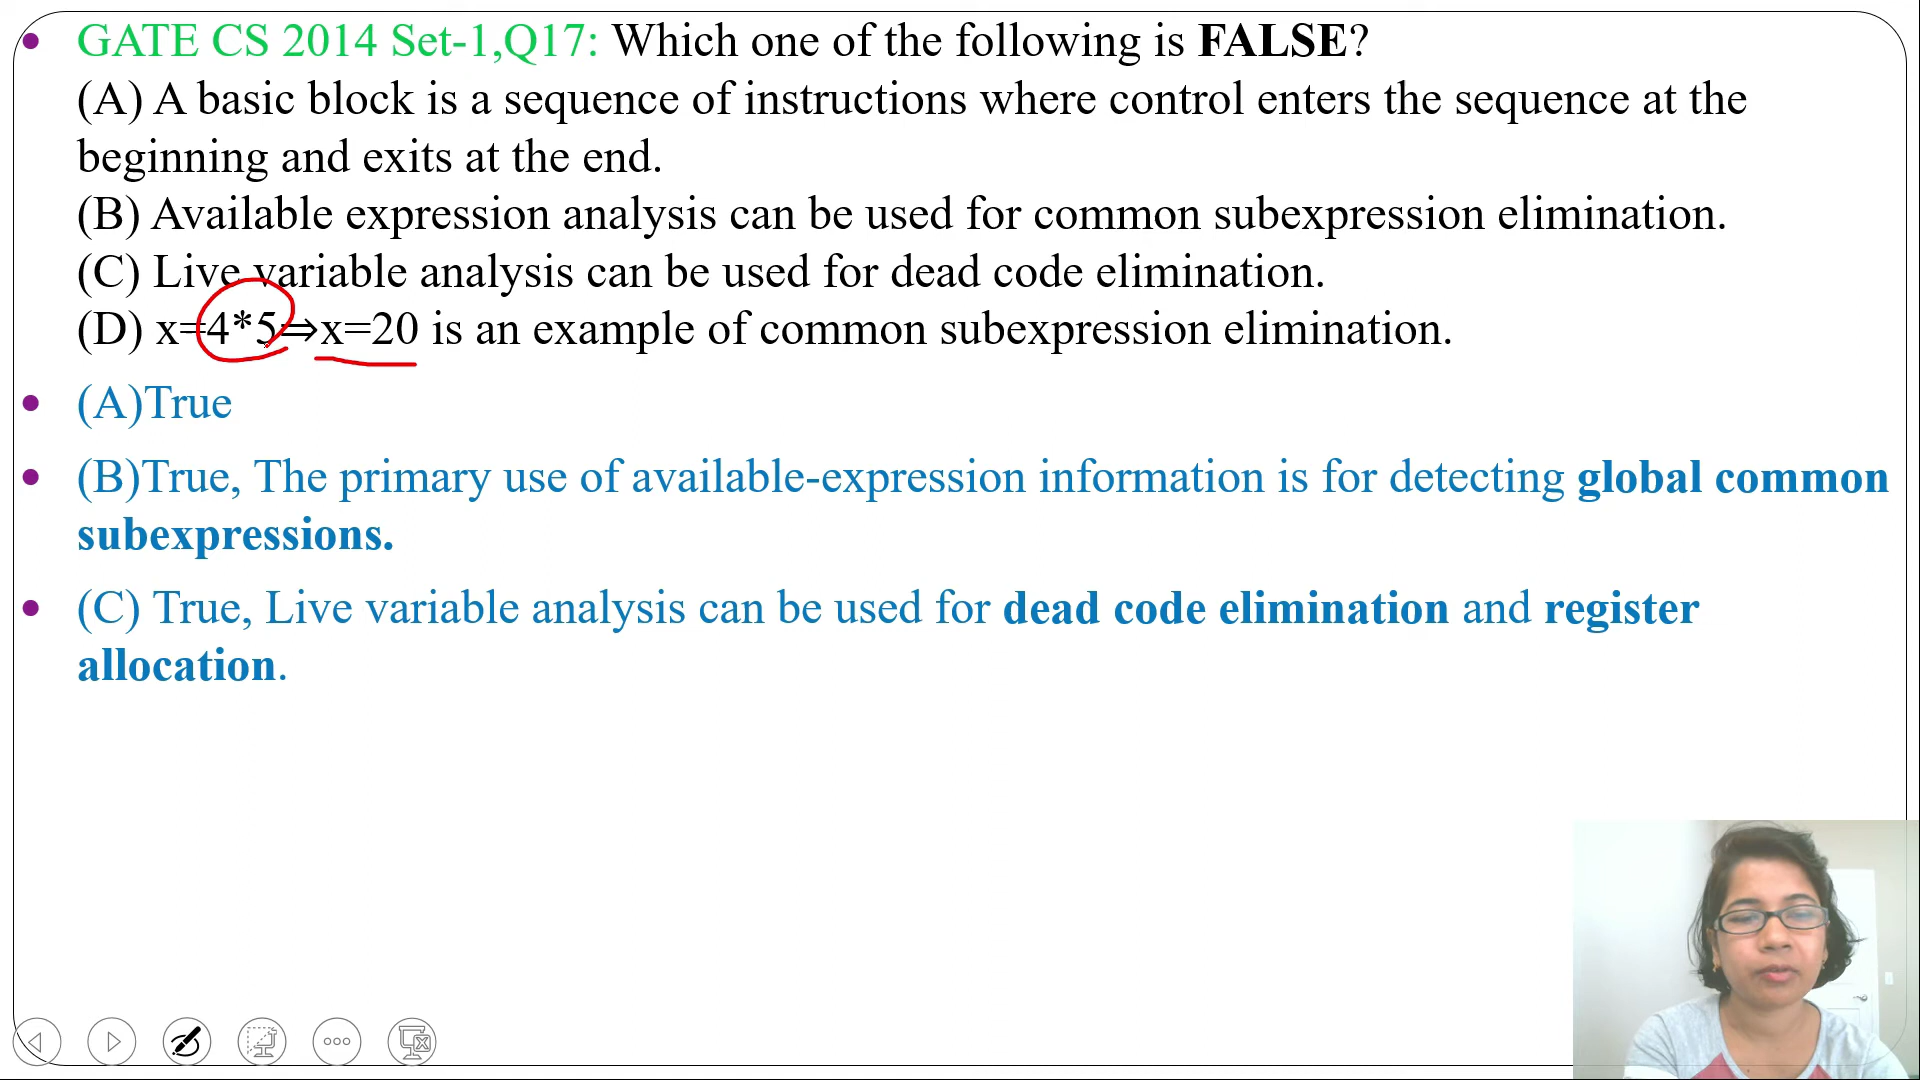 • GATE CS 2014 Set-1,Q17: Which one of the following is FALSE?
(A) A basic block is a sequence of instructions where control enters the sequence at the
beginning and exits at the end.
(B) Available expression analysis can be used for common subexpression elimination.
(C) Live variable analysis can be used for dead code elimination.
(D) x=4*5⇒x=20 is an example of common subexpression elimination.
• (A)True
• (B)True, The primary use of available-expression information is for detecting global common
subexpressions.
• (C) True, Live variable analysis can be used for dead code elimination and register
allocation.